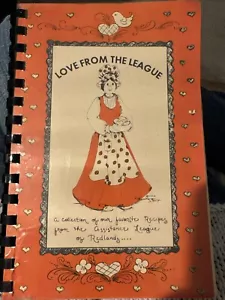 LOVE FROM THE LEAGUE
A collection of our favorite Recipes
from the Assistance League
of Redlands....